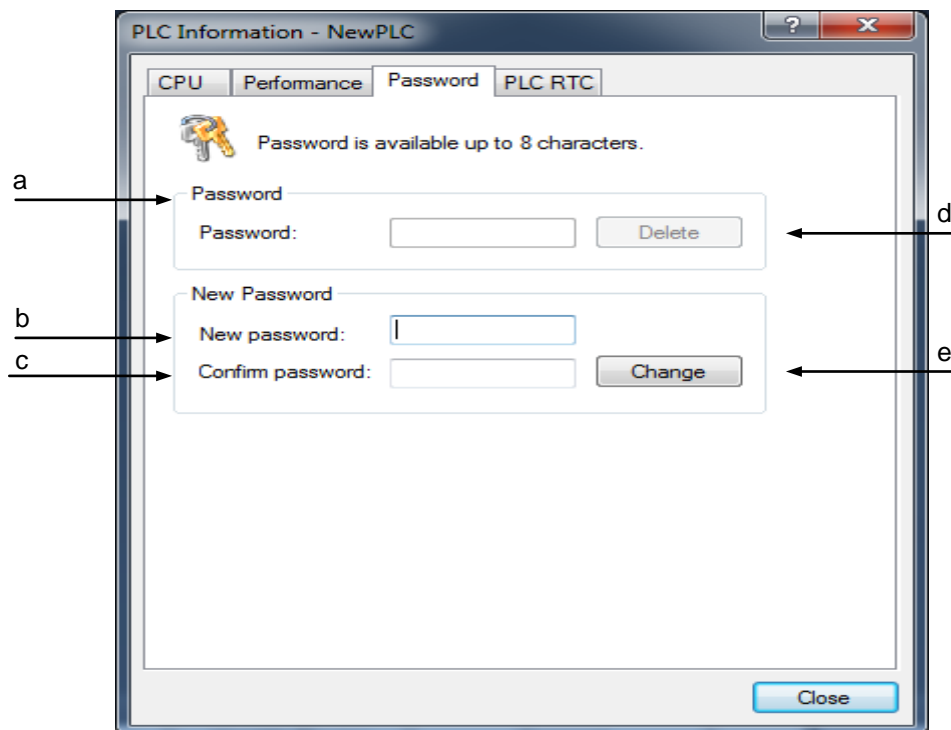 PLC Information - NewPLC
? x
CPU Performance Password PLC RTC
Password is available up to 8 characters.
a
Password
Password: Delete
d
New Password
b
New password:
c
Confirm password: Change
e
Close